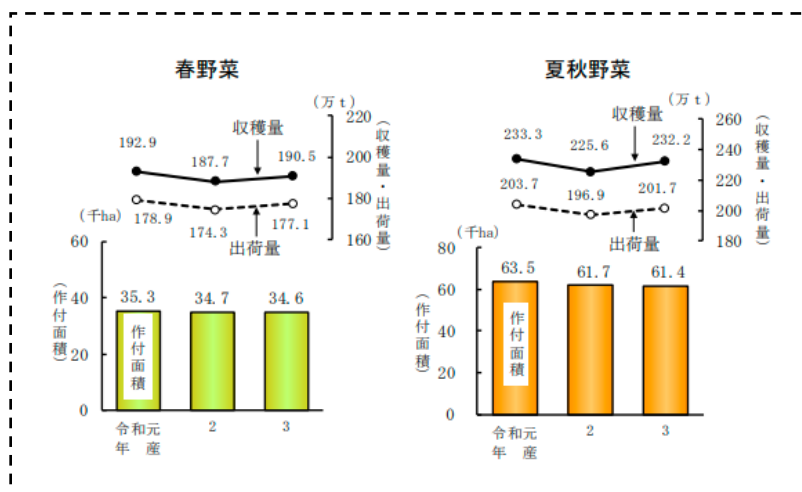 春野菜
(万t)
220
200
180
160
(収穫量・出荷量)
収穫量
192.9
187.7
190.5
178.9
174.3
177.1
出荷量
(千ha)
60
40
20
0
(作付面積)
35.3
34.7
34.6
作付面積
令和元
年 産
2
3
夏秋野菜
(万t)
260
240
220
200
180
(収穫量・出荷量)
収穫量
233.3
225.6
232.2
203.7
196.9
201.7
出荷量
(千ha)
80
60
40
20
0
(作付面積)
63.5
61.7
61.4
作付面積
令和元
年 産
2
3